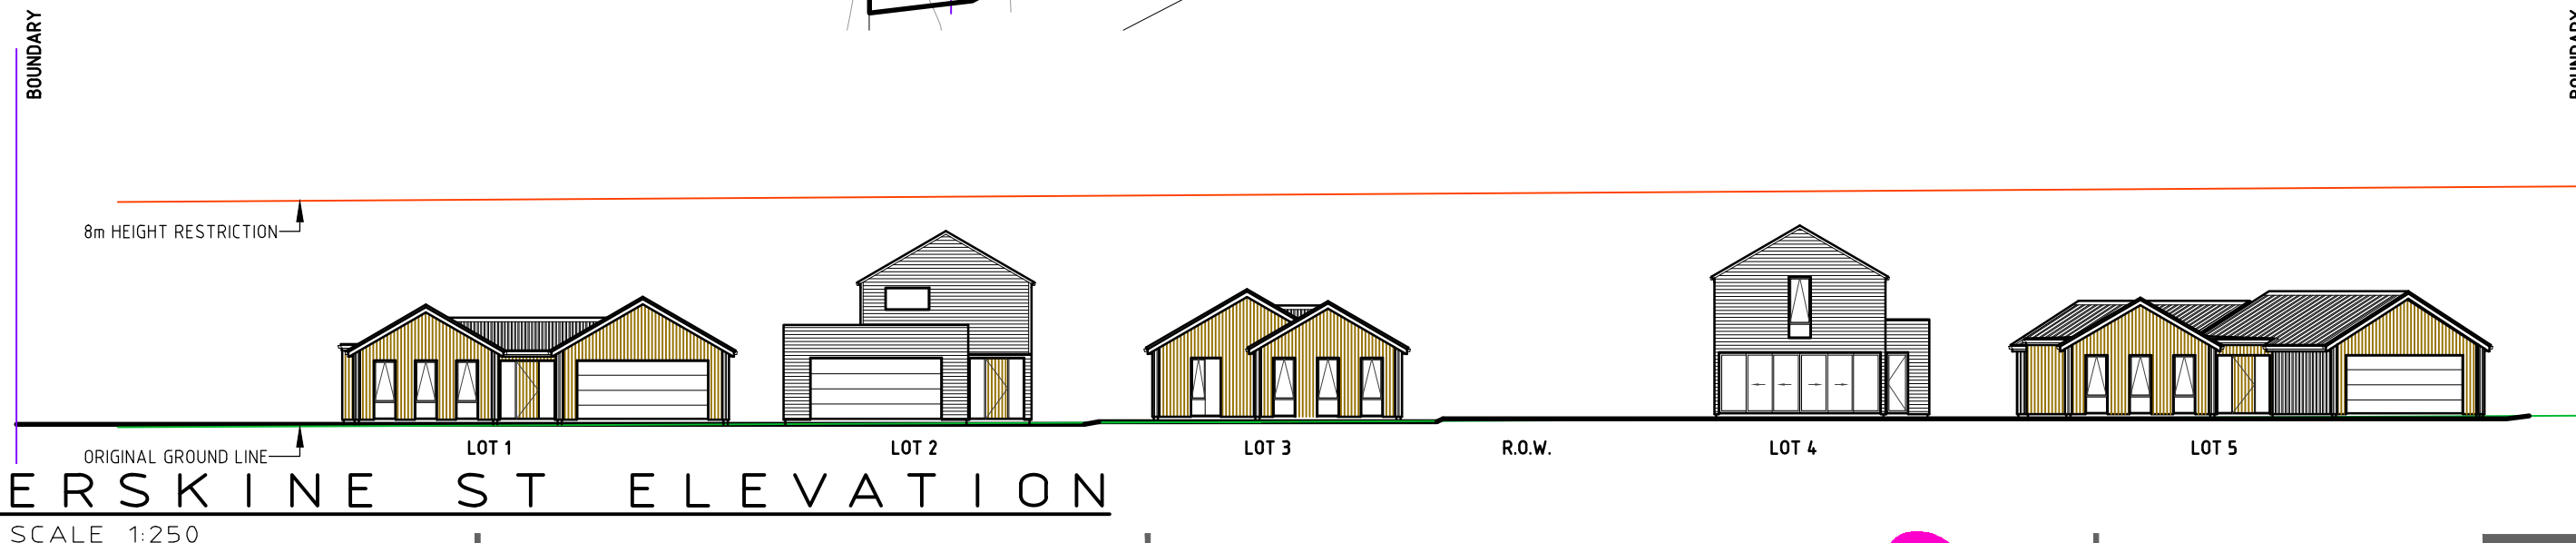 BOUNDARY
BOUNDARY
8m HEIGHT RESTRICTION
ORIGINAL GROUND LINE
LOT 1
LOT 2
LOT 3
R.O.W.
LOT 4
LOT 5
ERSKINE ST ELEVATION
SCALE 1:250